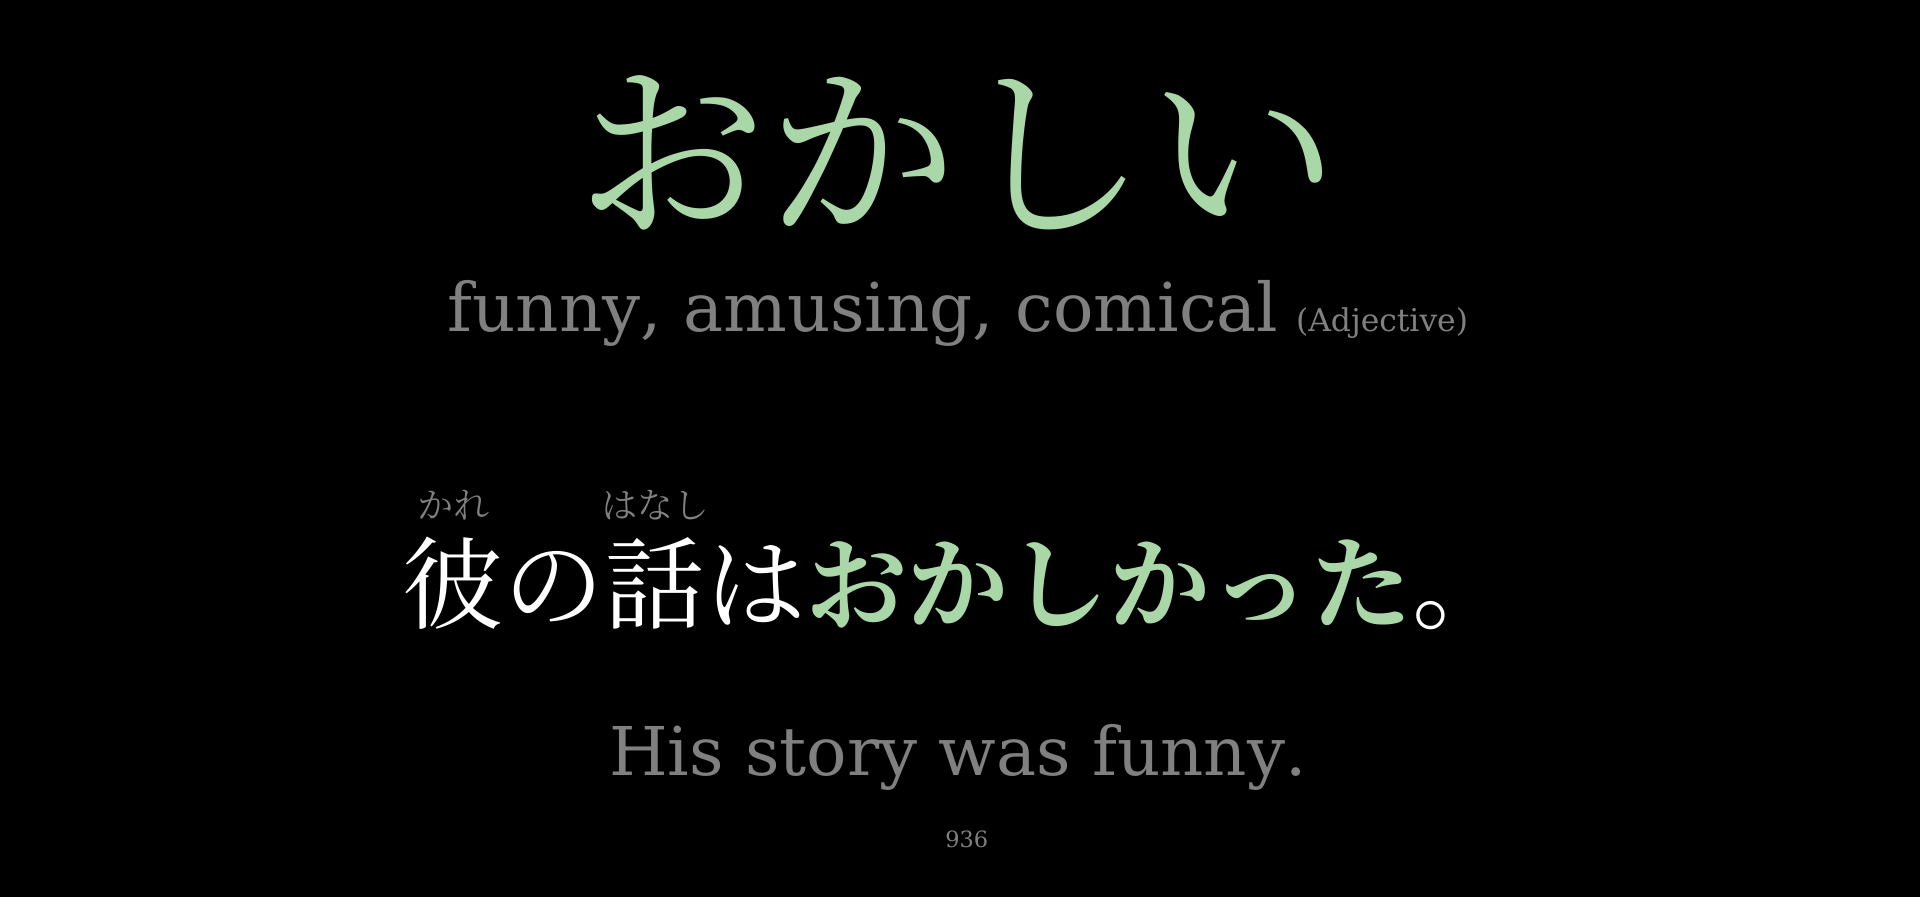 おかしい
funny, amusing, comical (Adjective)
かれ はなし
彼の話はおかしかった。
His story was funny.
936